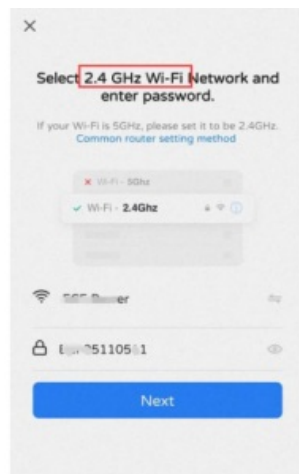 Select 2.4 GHz Wi-Fi Network and
enter password.
If your Wi-Fi is 5GHz, please set it to be 2.4GHz.
Common router setting method
Wi-Fi - 5Ghz
Wi-Fi - 2.4Ghz
Next